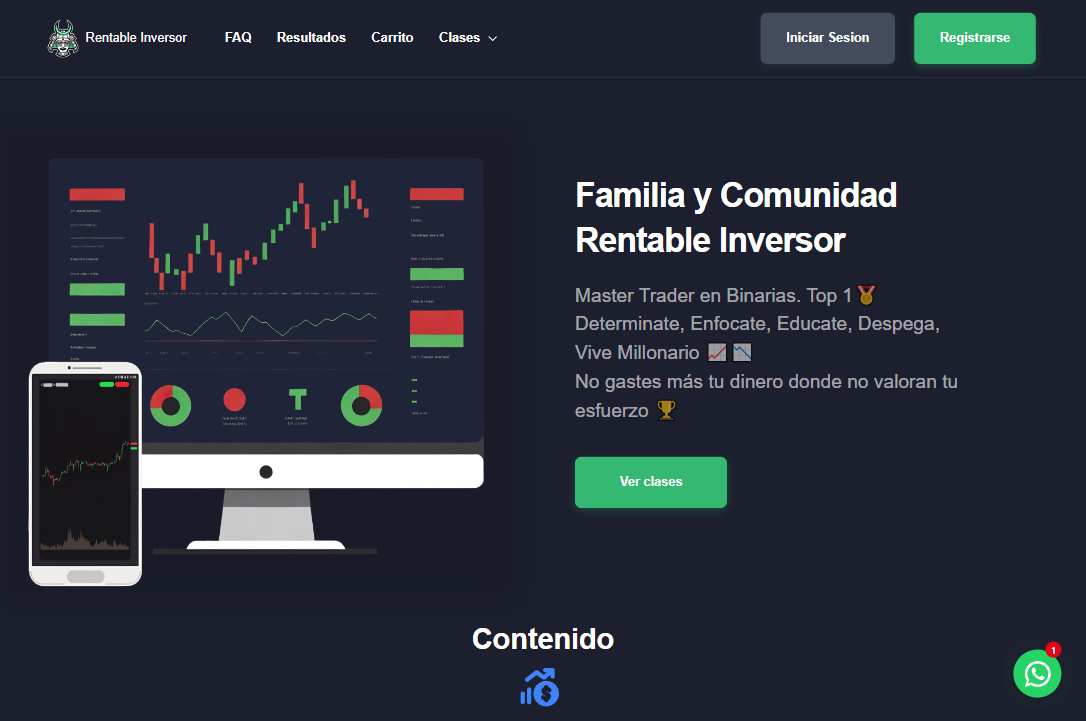 Rentable Inversor
FAQ
Resultados
Carrito
Clases
Iniciar Sesion
Registrarse
Familia y Comunidad
Rentable Inversor
Master Trader en Binarias. Top 1 🏅
Determinate, Enfocate, Educate, Despega,
Vive Millonario 📈 📉
No gastes más tu dinero donde no valoran tu
esfuerzo 🏆
Ver clases
Contenido
1